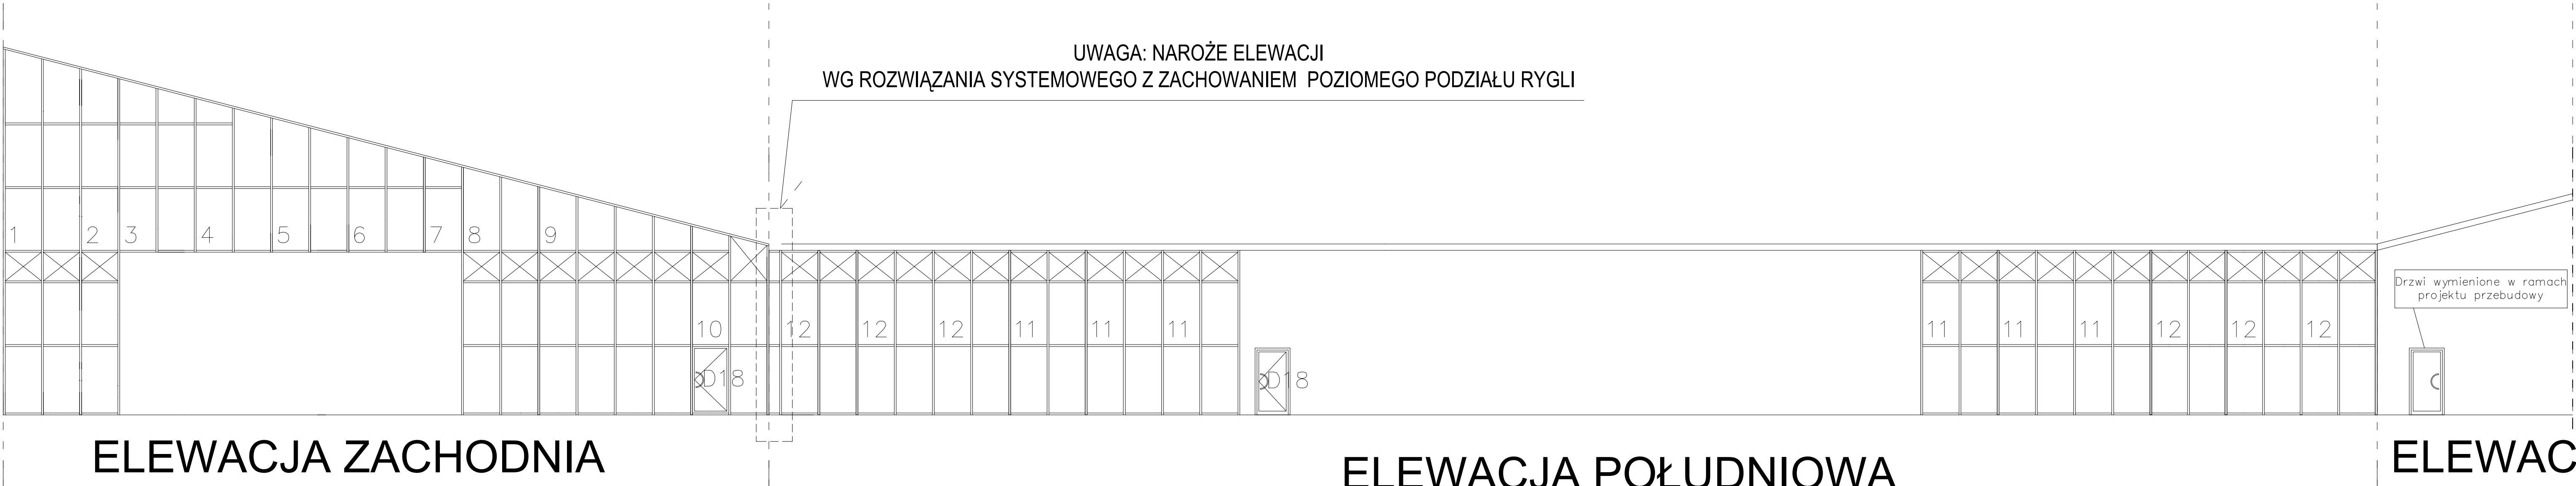 UWAGA: NAROŻE ELEWACJI
WG ROZWIĄZANIA SYSTEMOWEGO Z ZACHOWANIEM POZIOMEGO PODZIAŁU RYGLI
1 2 3 4 5 6 7 8 9
Drzwi wymienione w ramach
projektu przebudowy
10 12 12 12 11 11 11 11 11 11 12 12 12
D18 D18
ELEWACJA ZACHODNIA
ELEWACJA POŁUDNIOWA
ELEWAC